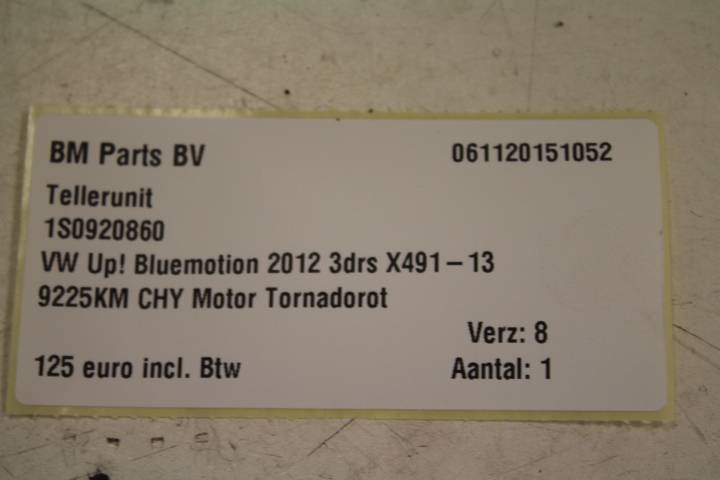 BM Parts BV 061120151052
Tellerunit
1S0920860
VW Up! Bluemotion 2012 3drs X491-13
9225KM CHY Motor Tornadorot
Verz: 8
125 euro incl. Btw Aantal: 1